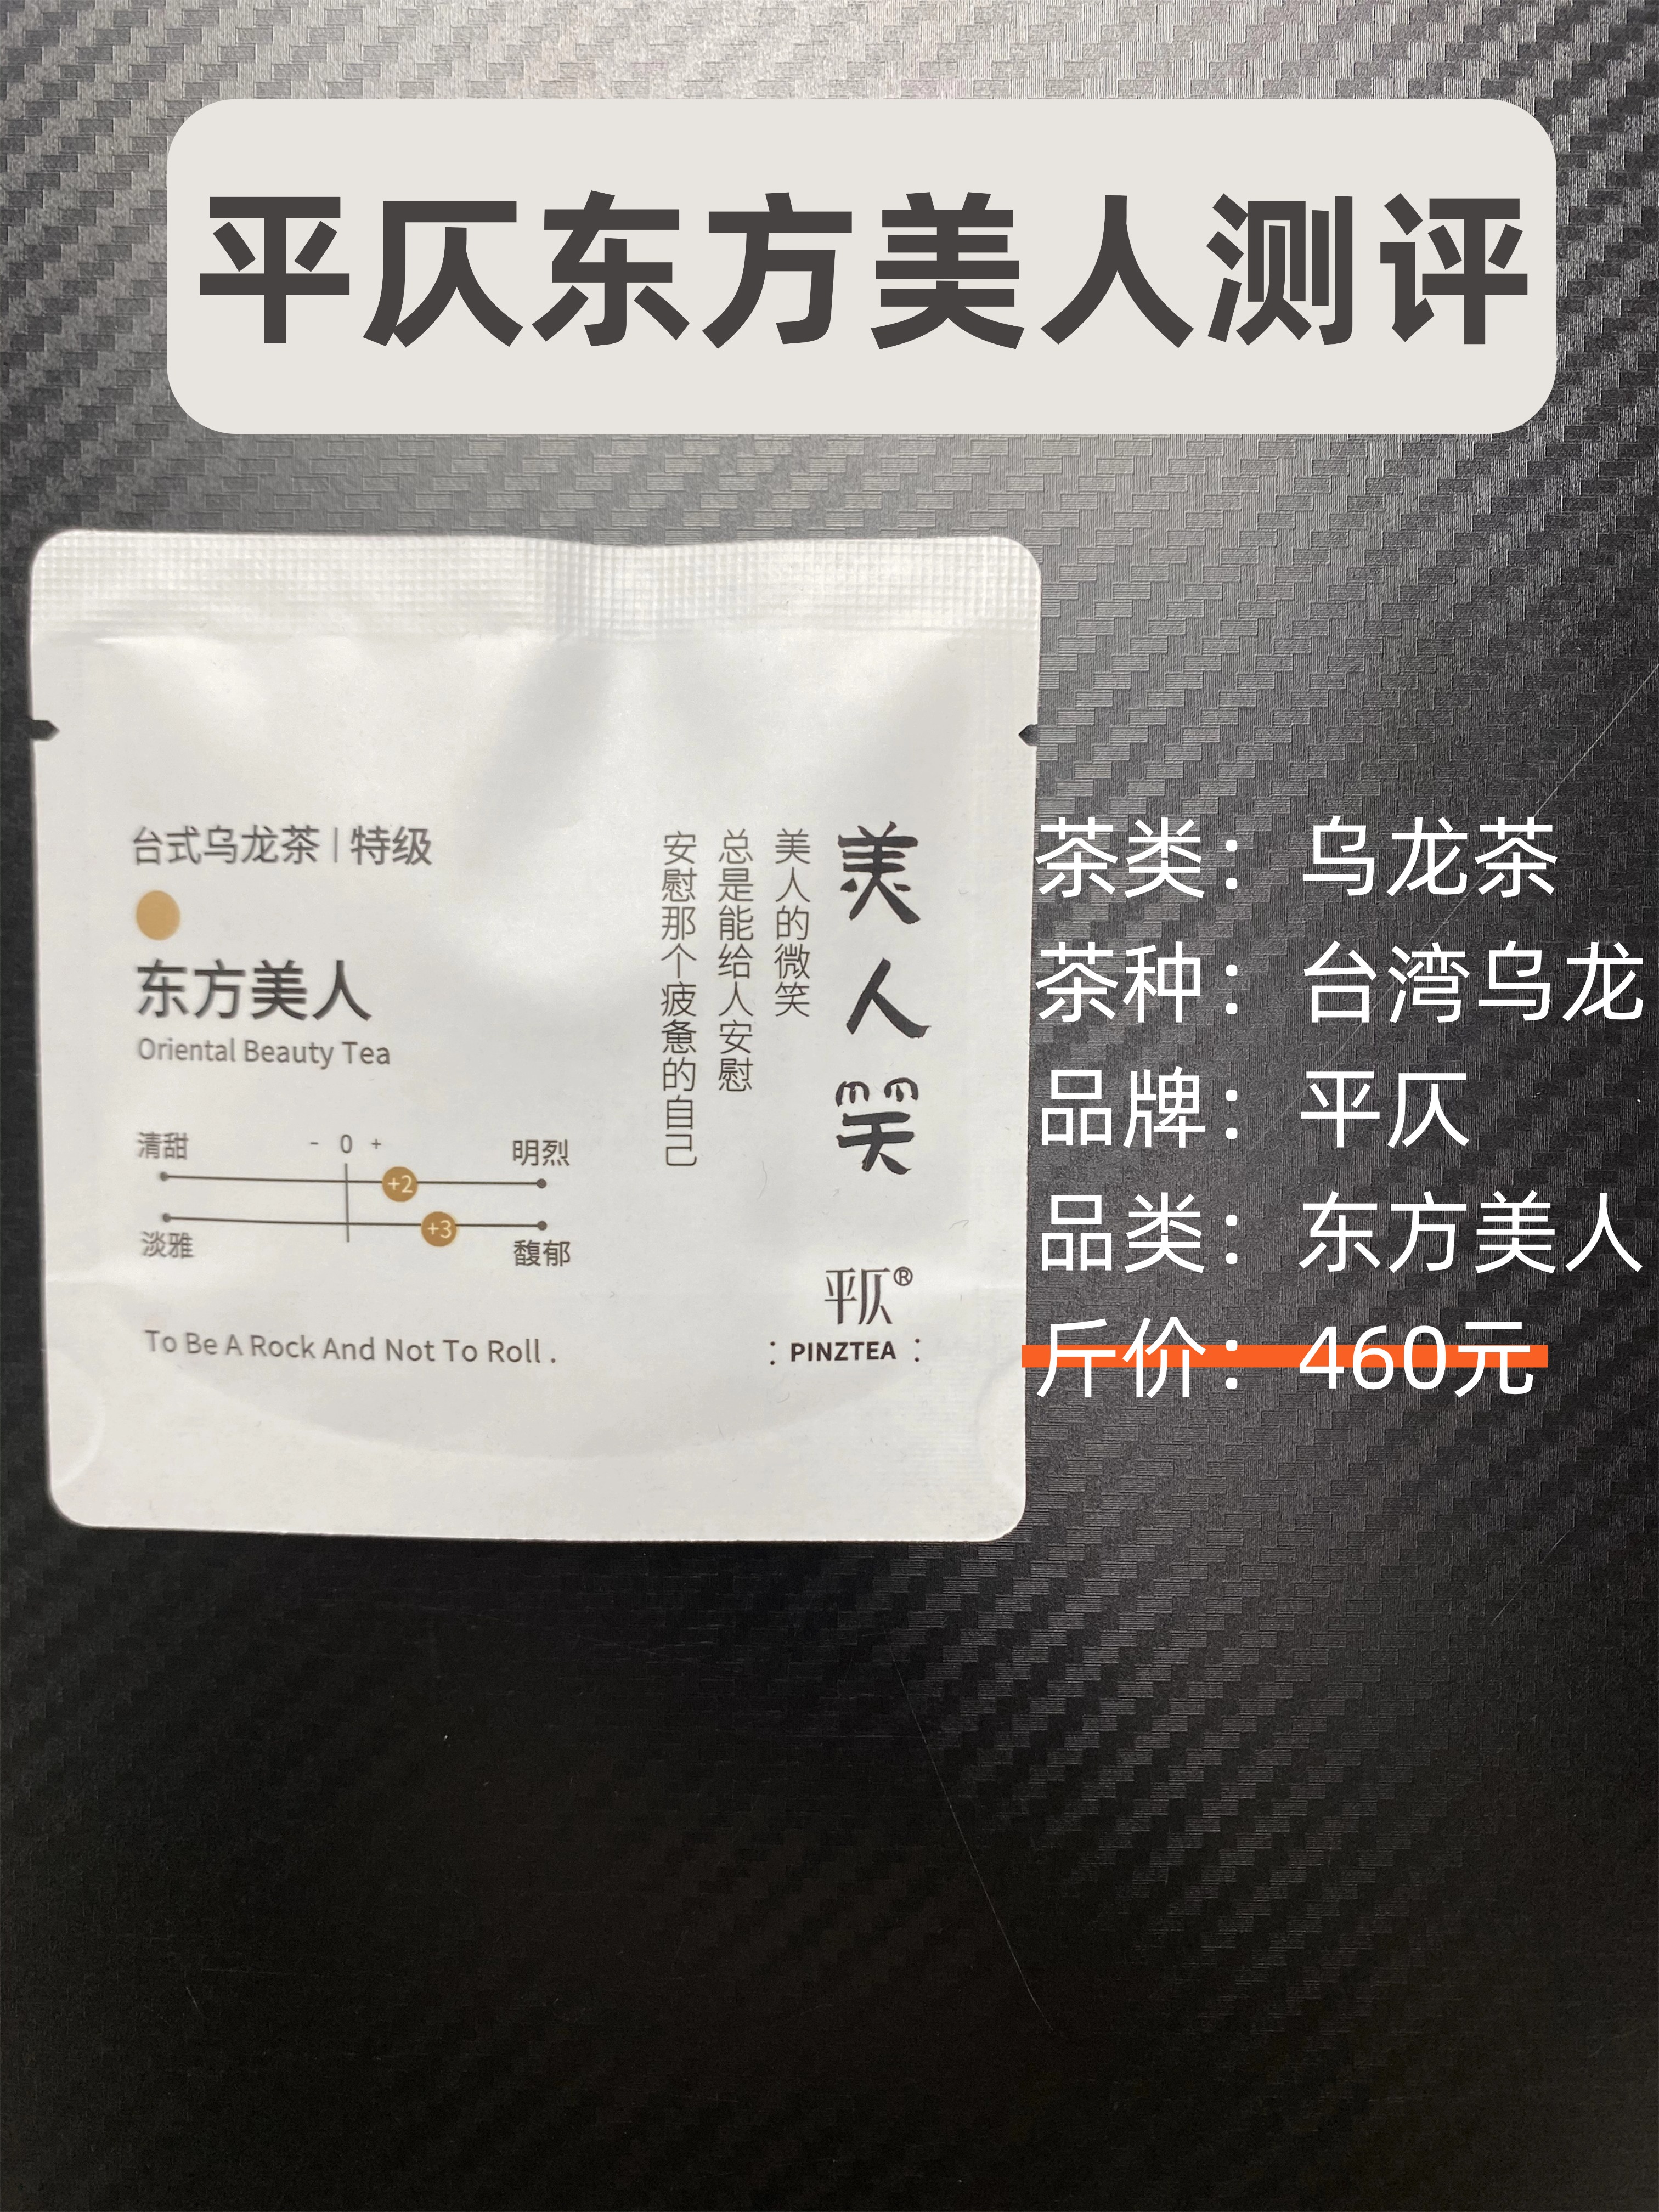 平仄东方美人测评
台式乌龙茶 | 特级
东方美人
Oriental Beauty Tea
清甜 - 0 + 明烈
+2
+3
淡雅 馥郁
To Be A Rock And Not To Roll .
美人笑
美人的微笑
总是能给人安慰
安慰那个疲惫的自己
平仄®
: PINZTEA :
茶类：乌龙茶
茶种：台湾乌龙
品牌：平仄
品类：东方美人
斤价：460元